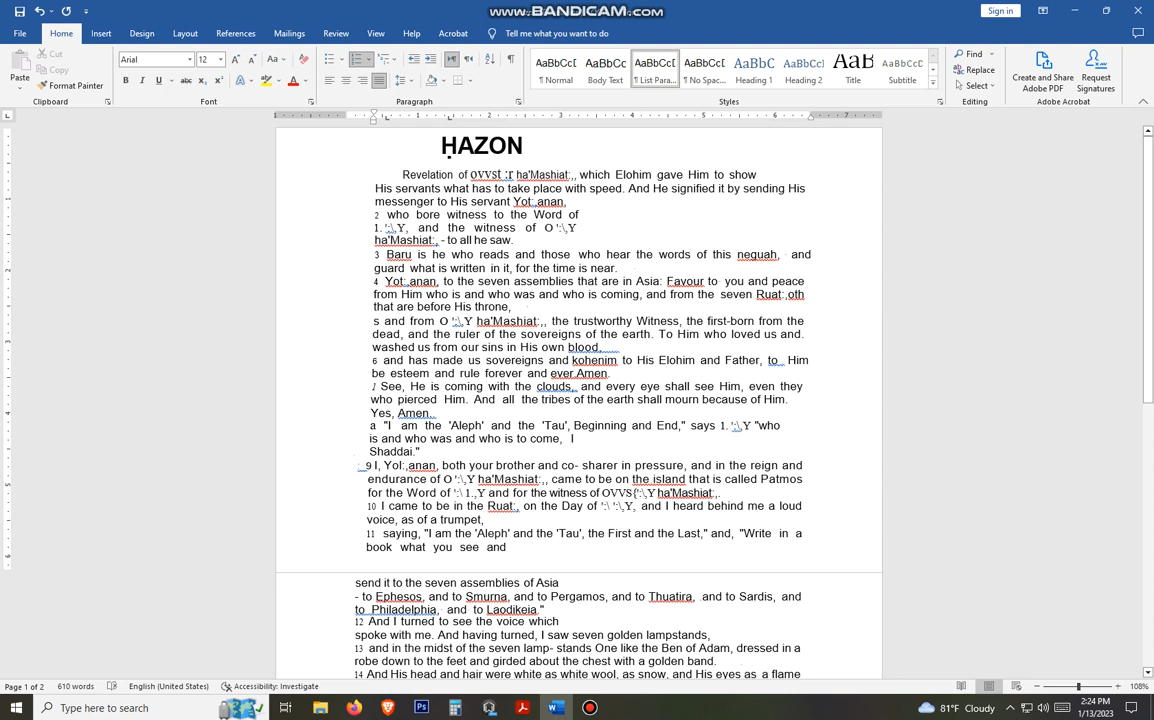 www.BANDICAM.com
Sign in
File Home Insert Design Layout References Mailings Review View Help Acrobat Tell me what you want to do
Paste
Cut
Copy
Format Painter
Arial 12
Clipboard Font Paragraph Styles Editing Adobe Acrobat
AaBbCcDc ¶ Normal
AaBbCc Body Text
AaBbCcDc ¶ List Para...
AaBbCcDc ¶ No Spac...
AaBbC Heading 1
AaBbCcl Heading 2
AaB Title
AaBbCcD Subtitle
Find
Replace
Select
Create and Share Adobe PDF
Request Signatures
ḤAZON
Revelation of ovvst :r ha'Mashiat:,, which Elohim gave Him to show
His servants what has to take place with speed. And He signified it by sending His
messenger to His servant Yot:,anan,
2 who bore witness to the Word of
1. ':\,Y, and the witness of O ':\,Y
ha'Mashiat:, - to all he saw.
3 Baru is he who reads and those who hear the words of this neguah, and
guard what is written in it, for the time is near.
4 Yot:,anan, to the seven assemblies that are in Asia: Favour to you and peace
from Him who is and who was and who is coming, and from the seven Ruat:,oth
that are before His throne,
s and from O ':\,Y ha'Mashiat:,, the trustworthy Witness, the first-born from the
dead, and the ruler of the sovereigns of the earth. To Him who loved us and.
washed us from our sins in His own blood,
6 and has made us sovereigns and kohenim to His Elohim and Father, to Him
be esteem and rule forever and ever.Amen.
1 See, He is coming with the clouds, and every eye shall see Him, even they
who pierced Him. And all the tribes of the earth shall mourn because of Him.
Yes, Amen.
a "I am the 'Aleph' and the 'Tau', Beginning and End," says 1. ':\,Y "who
is and who was and who is to come, I
Shaddai."
9 I, Yol:,anan, both your brother and co- sharer in pressure, and in the reign and
endurance of O ':\,Y ha'Mashiat:,, came to be on the island that is called Patmos
for the Word of ':\ 1.,Y and for the witness of OVVS{':\,Y ha'Mashiat:,.
10 I came to be in the Ruat:, on the Day of ':\ ':\,Y, and I heard behind me a loud
voice, as of a trumpet,
11 saying, "I am the 'Aleph' and the 'Tau', the First and the Last," and, "Write in a
book what you see and
send it to the seven assemblies of Asia
- to Ephesos, and to Smurna, and to Pergamos, and to Thuatira, and to Sardis, and
to Philadelphia, and to Laodikeia."
12 And I turned to see the voice which
spoke with me. And having turned, I saw seven golden lampstands,
13 and in the midst of the seven lamp- stands One like the Ben of Adam, dressed in a
robe down to the feet and girded about the chest with a golden band.
14 And His head and hair were white as white wool, as snow, and His eyes as a flame
Page 1 of 2 610 words English (United States) Accessibility: Investigate 108%
Type here to search
81°F Cloudy
2:24 PM
1/13/2023